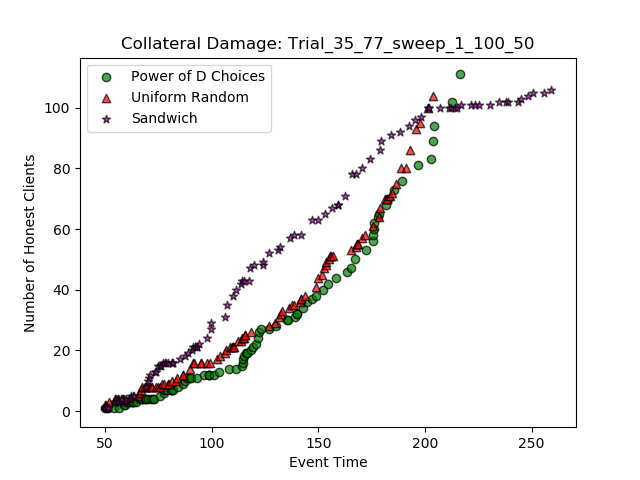 Collateral Damage: Trial_35_77_sweep_1_100_50
Power of D Choices
Uniform Random
Sandwich
Number of Honest Clients
100
80
60
40
20
0
50
100
150
200
250
Event Time